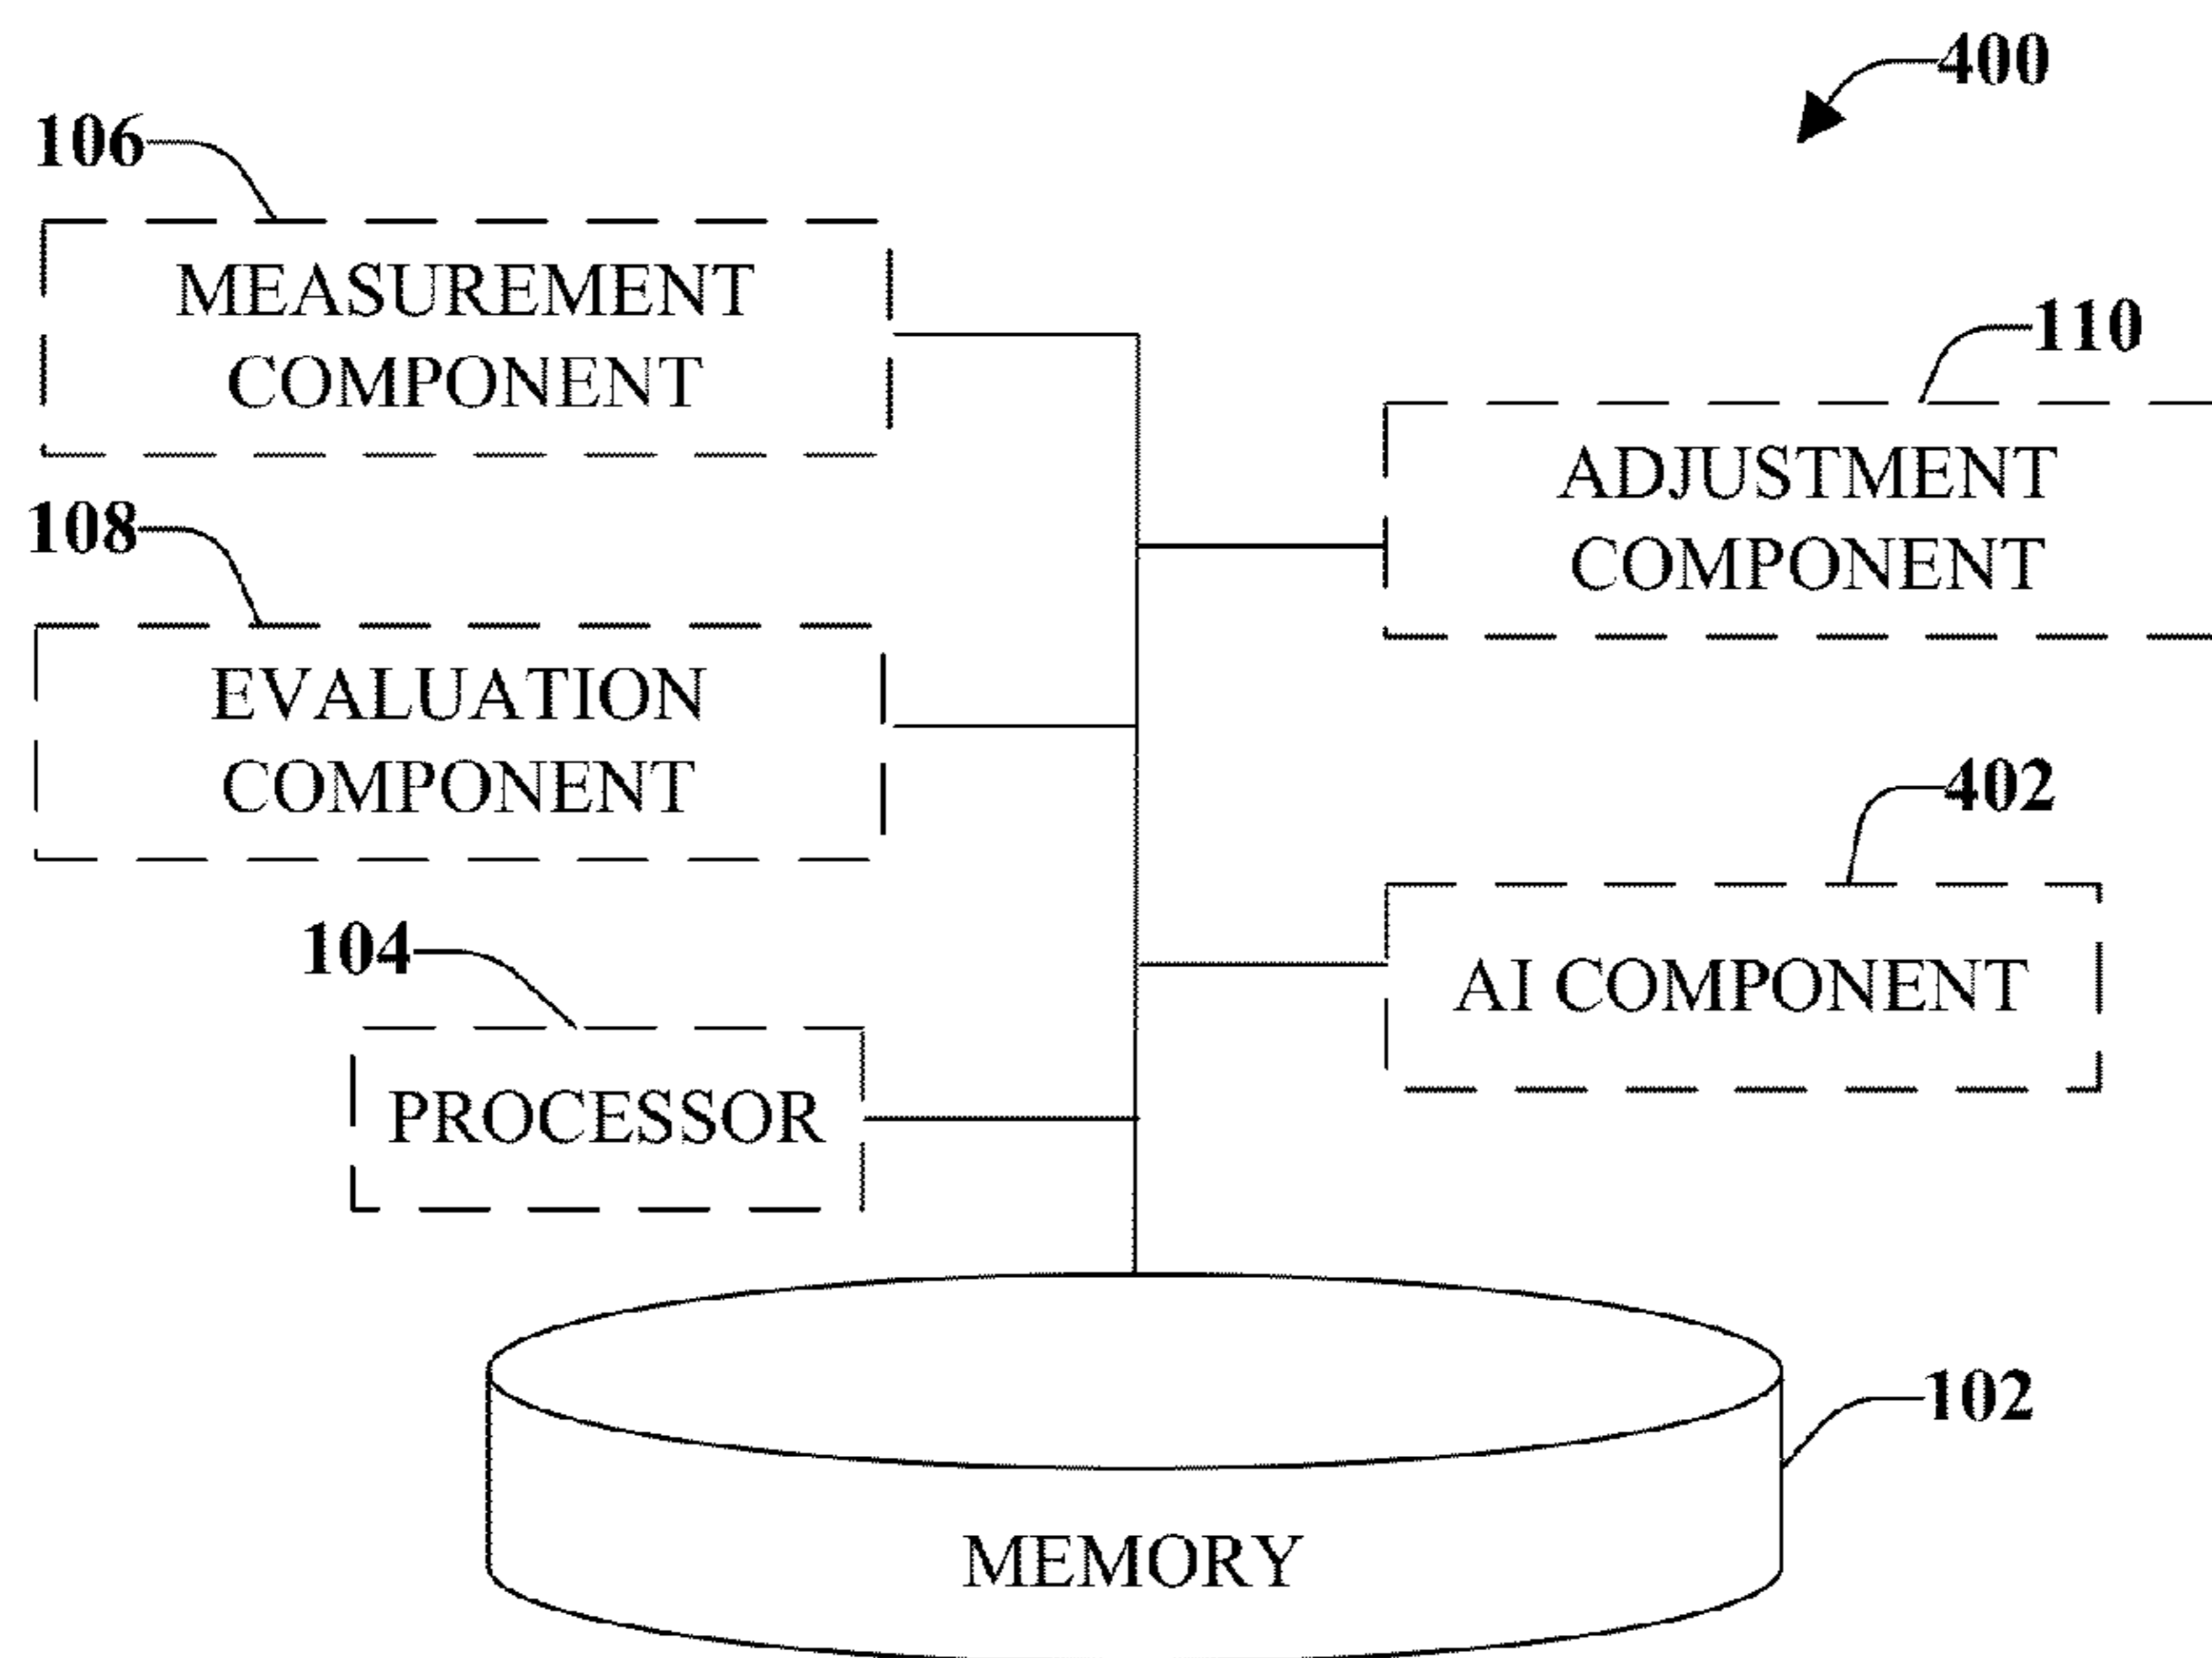 400
106
MEASUREMENT
COMPONENT
110
ADJUSTMENT
COMPONENT
108
EVALUATION
COMPONENT
402
AI COMPONENT
104
PROCESSOR
102
MEMORY